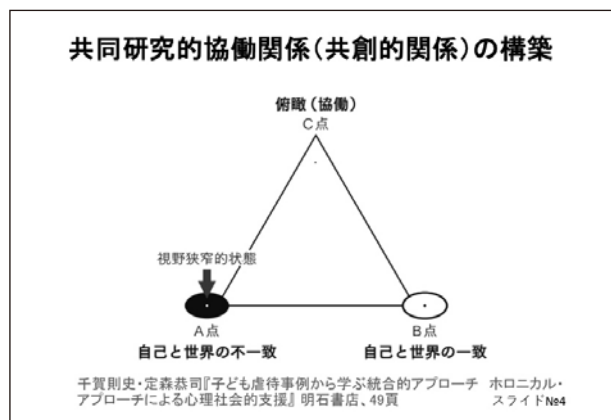 共同研究的協働関係（共創的関係）の構築
俯瞰（協働）
C点
視野狭窄的状態
A点
B点
自己と世界の不一致
自己と世界の一致
千賀則史・定森恭司『子ども虐待事例から学ぶ統合的アプローチ ホロニカル・
アプローチによる心理社会的支援』明石書店、49頁
スライド№4